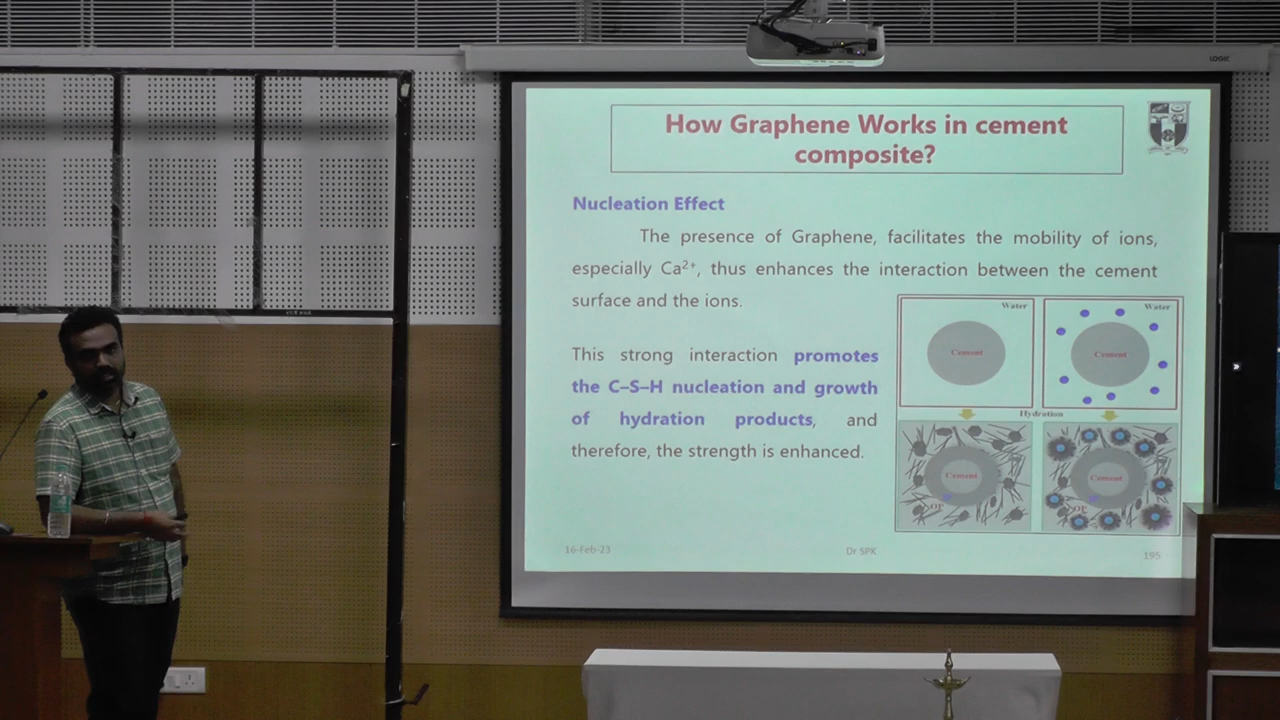 LOGIC
How Graphene Works in cement
composite?
Nucleation Effect
The presence of Graphene, facilitates the mobility of ions,
especially Ca²⁺, thus enhances the interaction between the cement
surface and the ions.
This strong interaction promotes
the C–S–H nucleation and growth
of hydration products, and
therefore, the strength is enhanced.
Water
Water
Cement
Cement
Hydration
Cement
Cement
or
or
16-Feb-23
Dr SPK
195